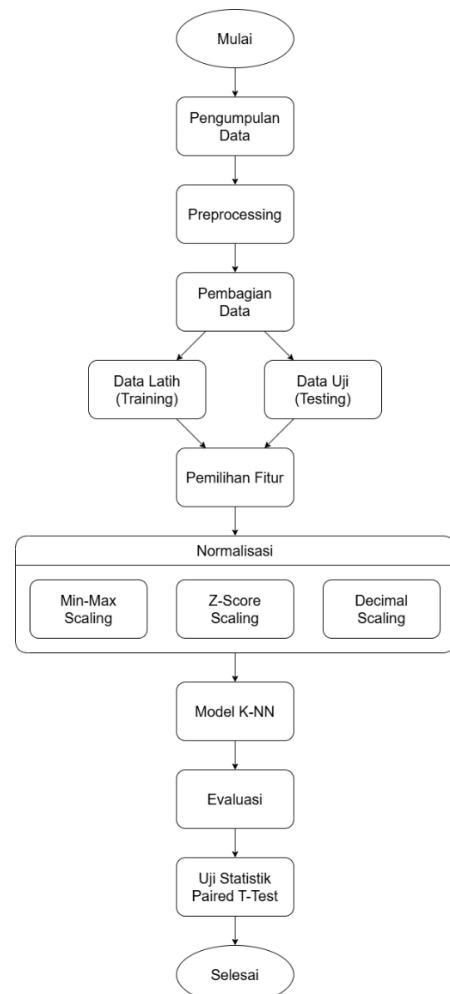 Mulai
Pengumpulan
Data
Preprocessing
Pembagian
Data
Data Latih
(Training)
Data Uji
(Testing)
Pemilihan Fitur
Normalisasi
Min-Max
Scaling
Z-Score
Scaling
Decimal
Scaling
Model K-NN
Evaluasi
Uji Statistik
Paired T-Test
Selesai